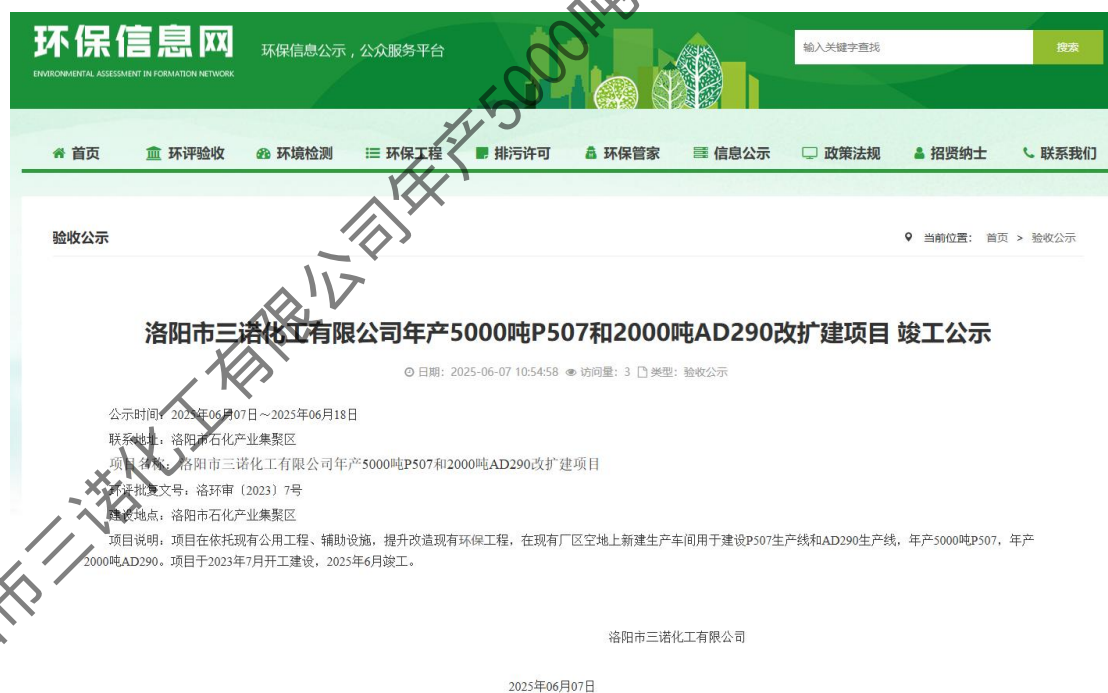 环保信息网
ENVIRONMENTAL ASSESSMENT IN FORMATION NETWORK
环保信息公示，公众服务平台
输入关键字查找
搜索
首页 环评验收 环境检测 环保工程 排污许可 环保管家 信息公示 政策法规 招贤纳士 联系我们
验收公示
当前位置： 首页 > 验收公示
洛阳市三诺化工有限公司年产5000吨P507和2000吨AD290改扩建项目 竣工公示
日期：2025-06-07 10:54:58 访问量：3 类型：验收公示
公示时间：2025年06月07日～2025年06月18日
联系地址：洛阳市石化产业集聚区
项目名称：洛阳市三诺化工有限公司年产5000吨P507和2000吨AD290改扩建项目
环评批复文号：洛环审〔2023〕7号
建设地点：洛阳市石化产业集聚区
项目说明：项目在依托现有公用工程、辅助设施，提升改造现有环保工程，在现有厂区空地上新建生产车间用于建设P507生产线和AD290生产线，年产5000吨P507，年产
2000吨AD290。项目于2023年7月开工建设，2025年6月竣工。
洛阳市三诺化工有限公司
2025年06月07日
市三诺化工有限公司年产5000吨